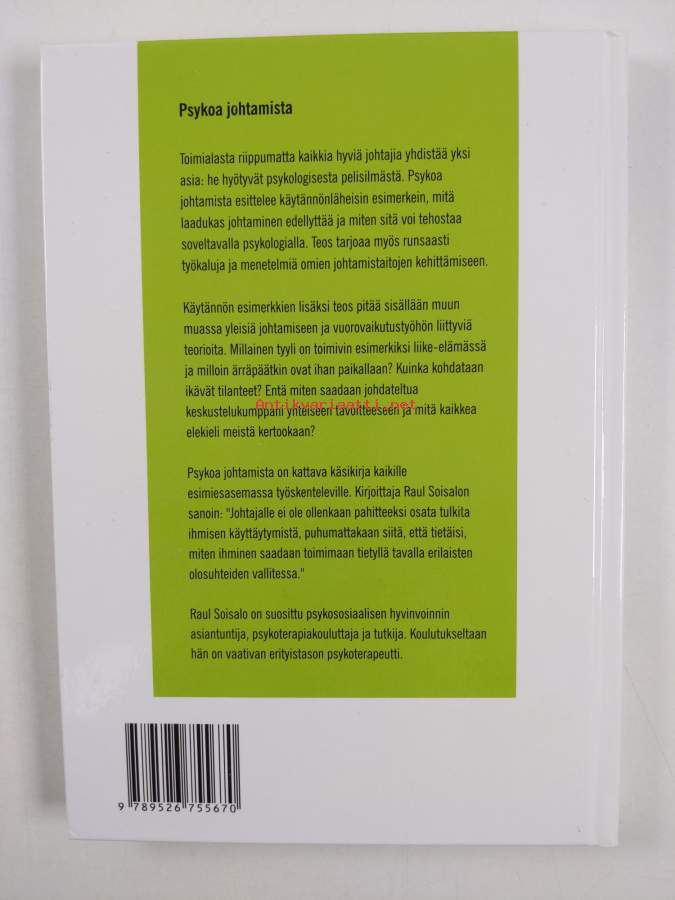 Psykoa johtamista
Toimialasta riippumatta kaikkia hyviä johtajia yhdistää yksi
asia: he hyötyvät psykologisesta pelisilmästä. Psykoa
johtamista esittelee käytännönläheisin esimerkein, mitä
laadukas johtaminen edellyttää ja miten sitä voi tehostaa
soveltavalla psykologialla. Teos tarjoaa myös runsaasti
työkaluja ja menetelmiä omien johtamistaitojen kehittämiseen.
Käytännön esimerkkien lisäksi teos pitää sisällään muun
muassa yleisiä johtamiseen ja vuorovaikutustyöhön liittyviä
teorioita. Millainen tyyli on toimivin esimerkiksi liike-elämässä
ja milloin ärräpäätkin ovat ihan paikallaan? Kuinka kohdataan
ikävät tilanteet? Entä miten saadaan johdateltua
Antikvariaatti.net
keskustelukumppani yhteiseen tavoitteeseen ja mitä kaikkea
elekieli meistä kertookaan?
Psykoa johtamista on kattava käsikirja kaikille
esimiesasemassa työskenteleville. Kirjoittaja Raul Soisalon
sanoin: "Johtajalle ei ole ollenkaan pahitteeksi osata tulkita
ihmisen käyttäytymistä, puhumattakaan siitä, että tietäisi,
miten ihminen saadaan toimimaan tietyllä tavalla erilaisten
olosuhteiden vallitessa."
Raul Soisalo on suosittu psykososiaalisen hyvinvoinnin
asiantuntija, psykoterapiakouluttaja ja tutkija. Koulutukseltaan
hän on vaativan erityistason psykoterapeutti.
9 789526 755670